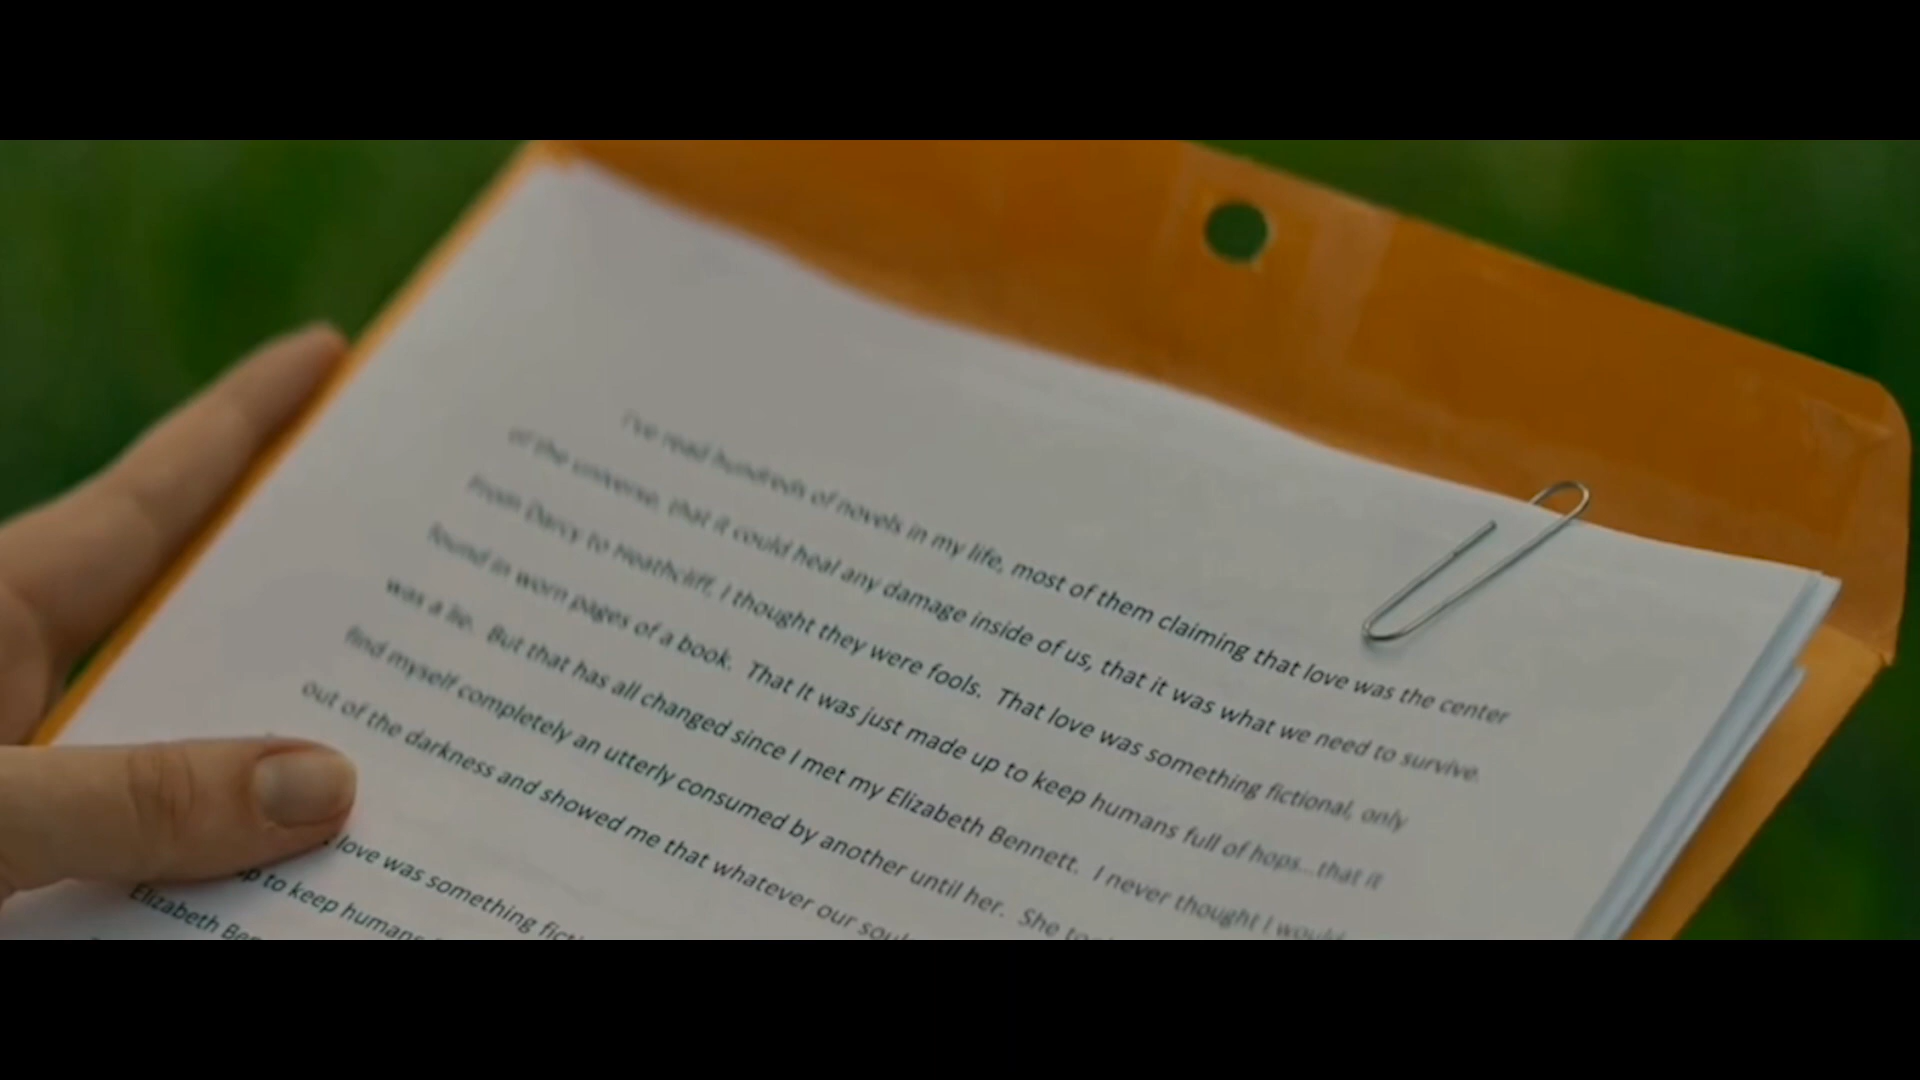 I've read hundreds of novels in my life, most of them claiming that love was the center
of the universe, that it could heal any damage inside of us, that it was what we need to survive.
From Darcy to Heathcliff, I thought they were fools.  That love was something fictional, only
found in worn pages of a book.  That It was just made up to keep humans full of hops...that it
was a lie.  But that has all changed since I met my Elizabeth Bennett.  I never thought I would
find myself completely an utterly consumed by another until her.  She
out of the darkness and showed me that whatever our
love was something
to keep humans
Elizabeth